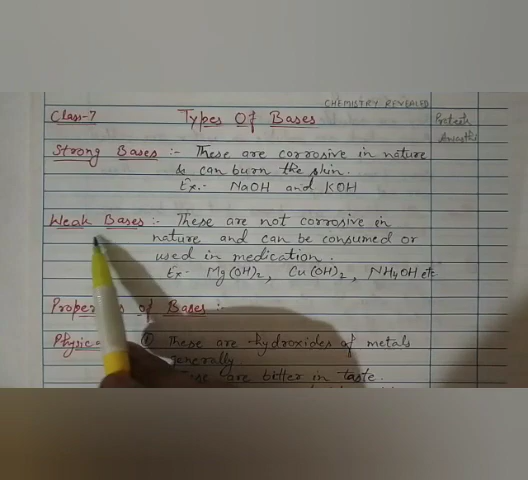 CHEMISTRY REVEALED
Class-7 Types Of Bases Prateek
Awasthi
Strong Bases :- These are corrosive in nature
& can burn the skin.
Ex.- NaOH and KOH
Weak Bases :- These are not corrosive in
nature and can be consumed or
used in medication.
Ex- Mg(OH)2, Cu(OH)2, NH4OH etc
of Bases :-
① These are hydroxides of metals
generally
are bitter in taste.